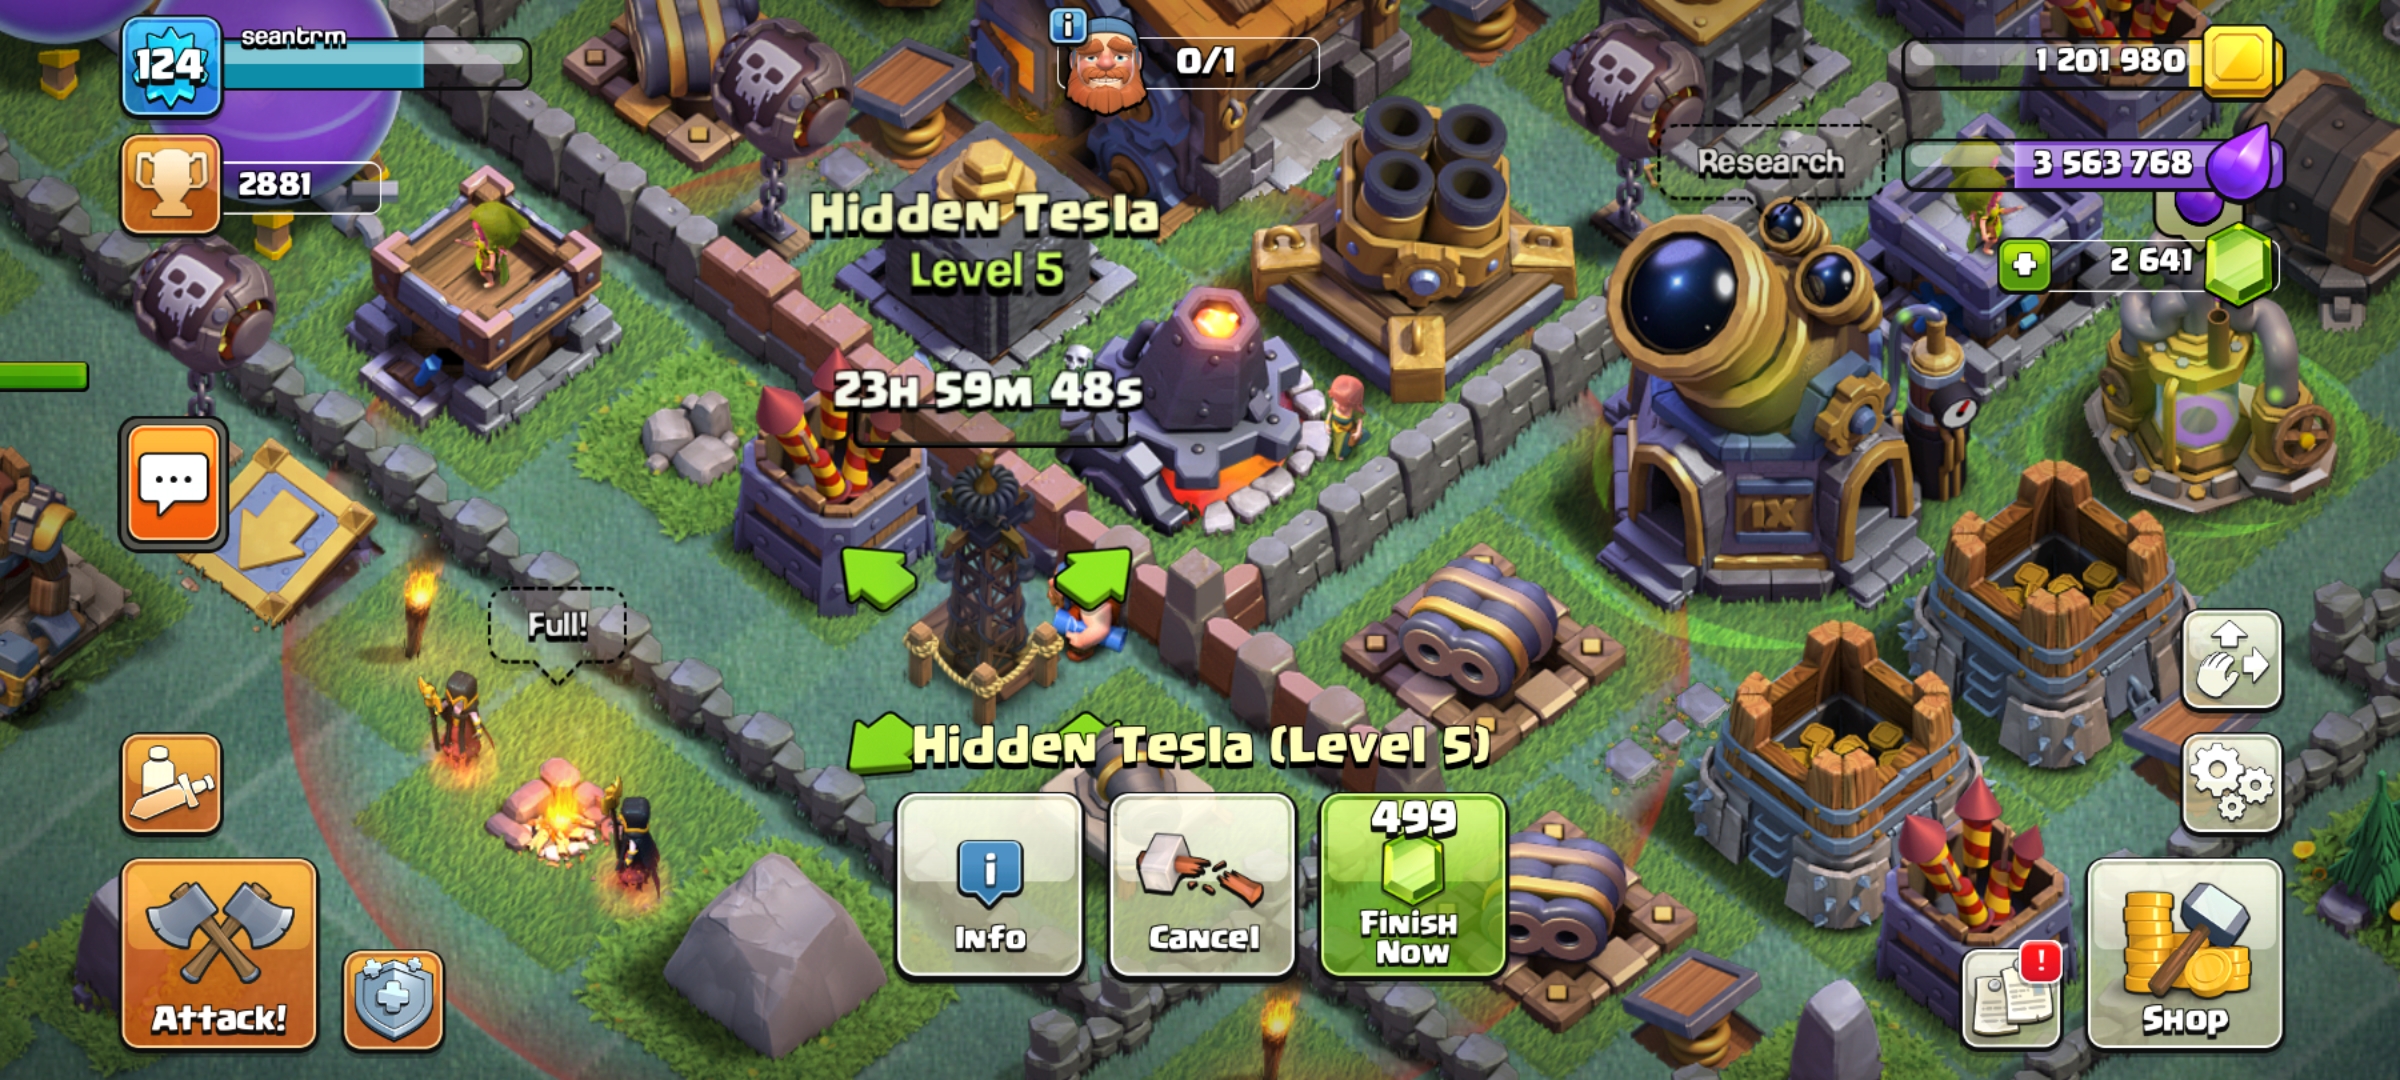 124
seantrm
0/1
1 201 980
2881
Research
3 563 768
2 641
Hidden Tesla
Level 5
23H 59M 48s
IX
Full!
Hidden Tesla (Level 5)
Info
Cancel
499
Finish
Now
!
Attack!
Shop